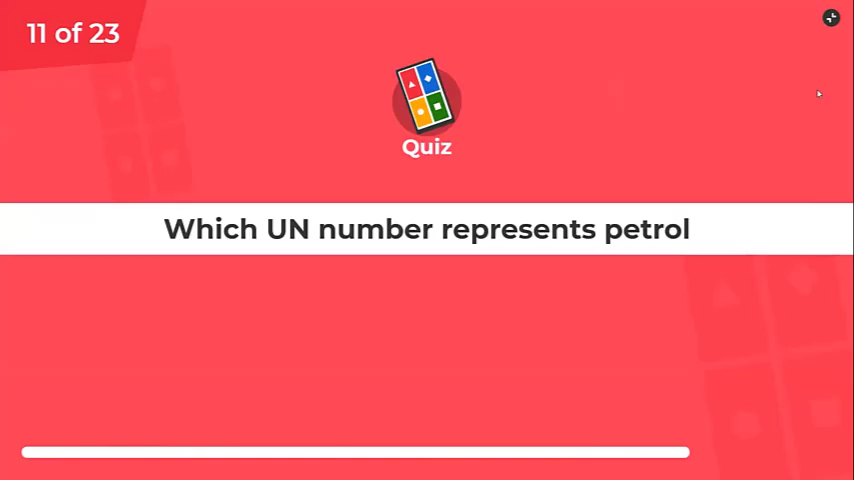 11 of 23
Quiz
Which UN number represents petrol